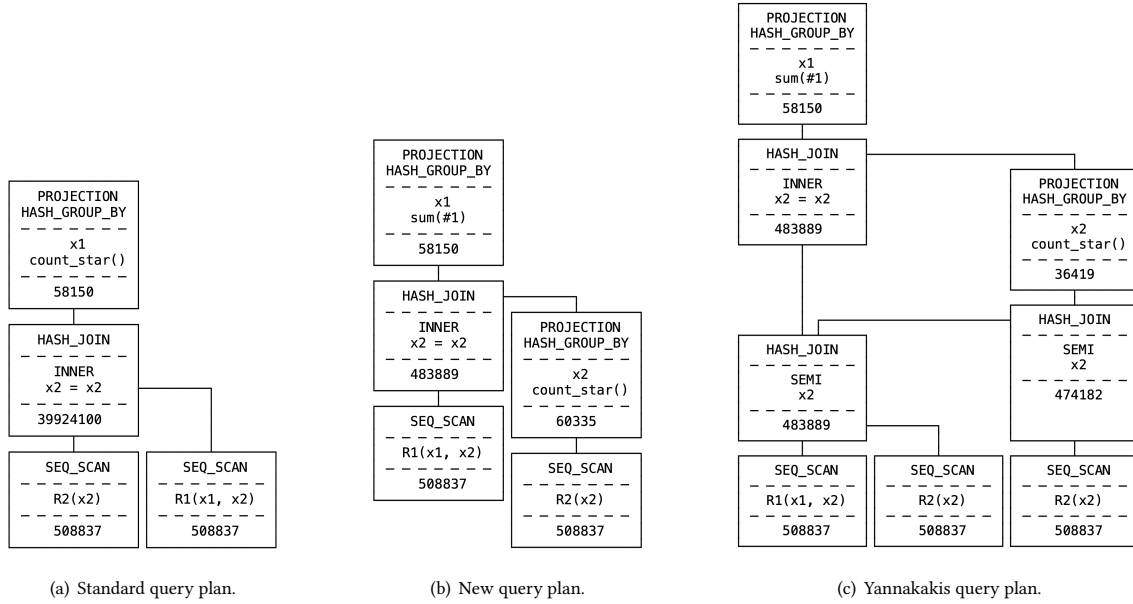 PROJECTION
HASH_GROUP_BY
x1
count_star()
58150
HASH_JOIN
INNER
x2 = x2
39924100
SEQ_SCAN
R2(x2)
508837
SEQ_SCAN
R1(x1, x2)
508837
(a) Standard query plan.
PROJECTION
HASH_GROUP_BY
x1
sum(#1)
58150
HASH_JOIN
INNER
x2 = x2
483889
SEQ_SCAN
R1(x1, x2)
508837
PROJECTION
HASH_GROUP_BY
x2
count_star()
60335
SEQ_SCAN
R2(x2)
508837
(b) New query plan.
PROJECTION
HASH_GROUP_BY
x1
sum(#1)
58150
HASH_JOIN
INNER
x2 = x2
483889
PROJECTION
HASH_GROUP_BY
x2
count_star()
36419
HASH_JOIN
SEMI
x2
483889
HASH_JOIN
SEMI
x2
474182
SEQ_SCAN
R1(x1, x2)
508837
SEQ_SCAN
R2(x2)
508837
SEQ_SCAN
R2(x2)
508837
(c) Yannakakis query plan.